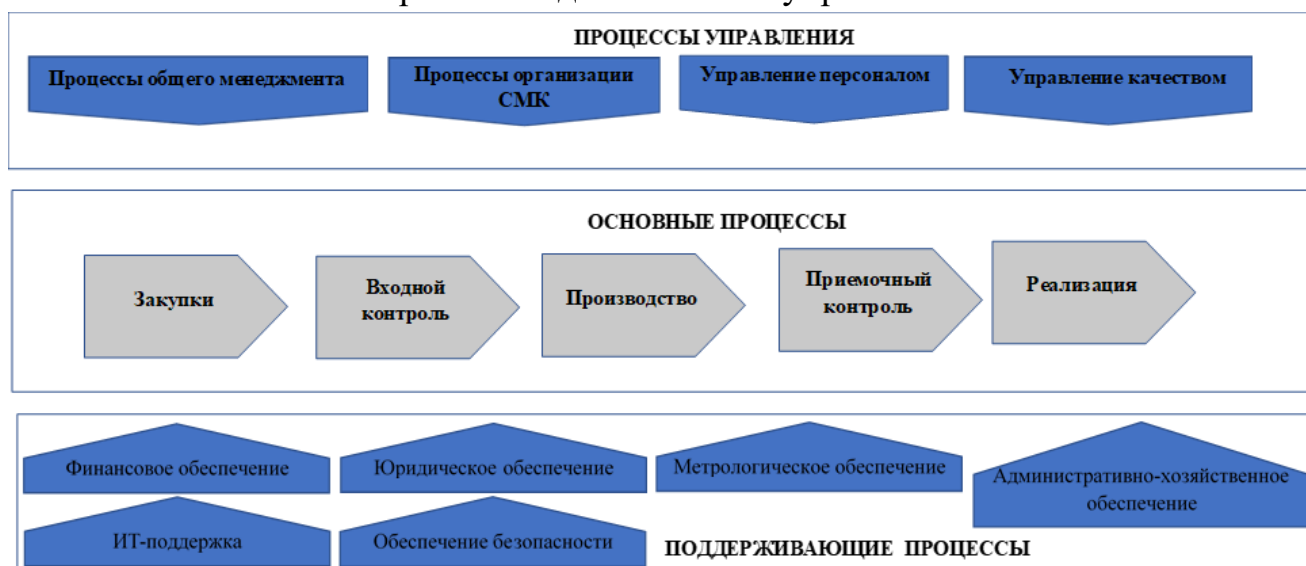 ПРОЦЕССЫ УПРАВЛЕНИЯ
Процессы общего менеджмента
Процессы организации
СМК
Управление персоналом
Управление качеством
ОСНОВНЫЕ ПРОЦЕССЫ
Закупки
Входной
контроль
Производство
Приемочный
контроль
Реализация
Финансовое обеспечение
Юридическое обеспечение
Метрологическое обеспечение
Административно-хозяйственное
обеспечение
ИТ-поддержка
Обеспечение безопасности
ПОДДЕРЖИВАЮЩИЕ ПРОЦЕССЫ